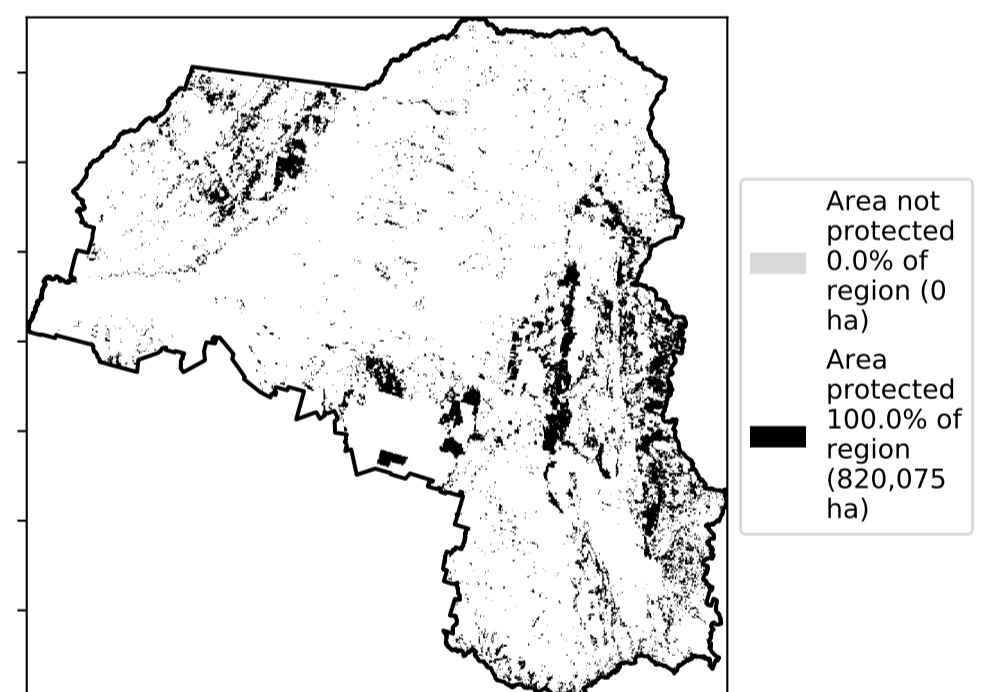 Area not
protected
0.0% of
region (0
ha)
Area
protected
100.0% of
region
(820,075
ha)